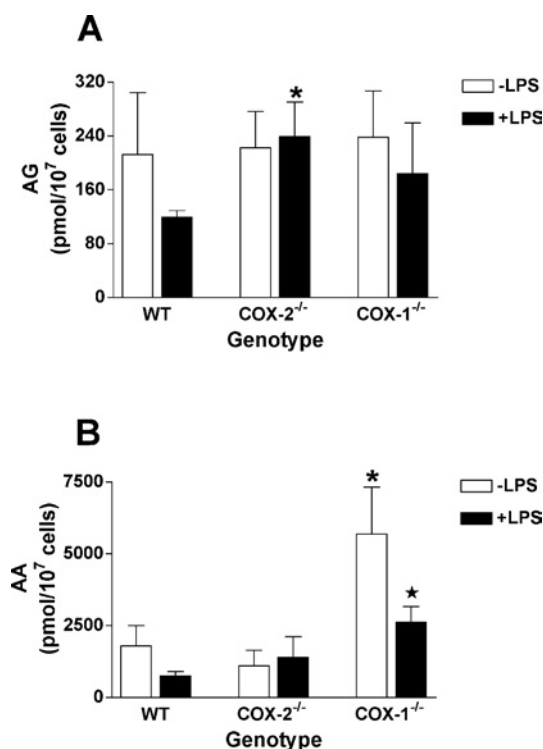 A
320
240
160
80
0
AG
(pmol/10⁷ cells)
*
-LPS
+LPS
WT
COX-2⁻/⁻
COX-1⁻/⁻
Genotype
B
7500
5000
2500
0
AA
(pmol/10⁷ cells)
*
★
-LPS
+LPS
WT
COX-2⁻/⁻
COX-1⁻/⁻
Genotype